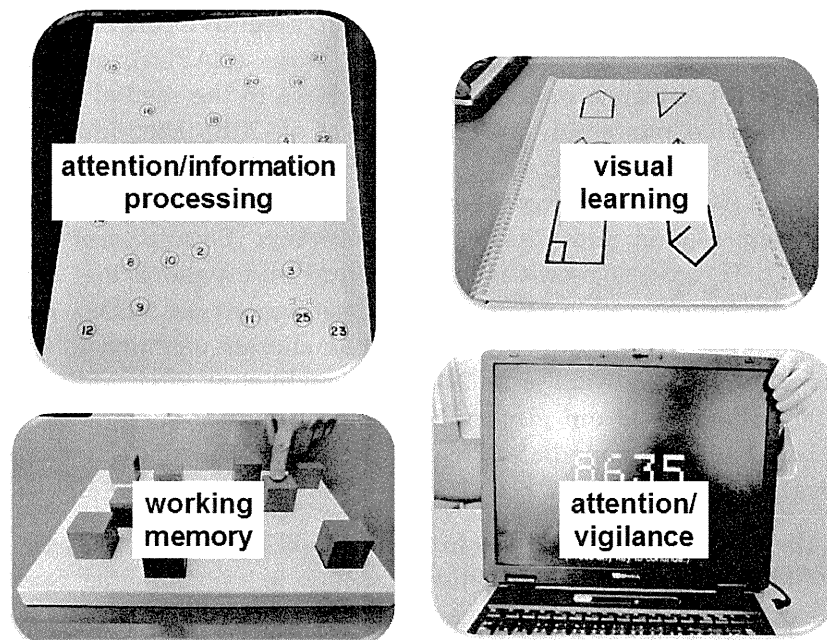 17 21
15
20 19
16 18
4 22
attention/information
processing
2
8 10 3
9
12 11 25 23
visual
learning
working
memory
8635
attention/
vigilance